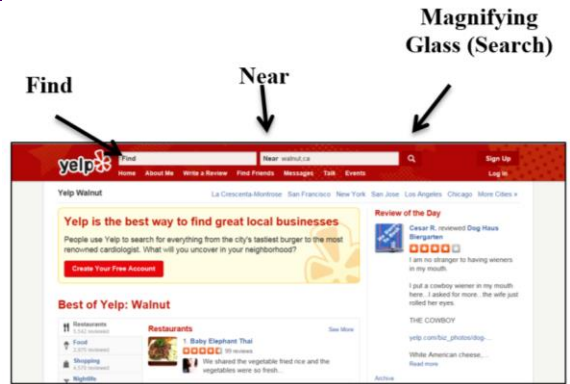 Magnifying
Glass (Search)
Near
Find
yelp
Find
Near walnut,ca
Sign Up
Home About Me Write a Review Find Friends Messages Talk Events
Log In
Yelp Walnut
La Crescenta-Montrose San Francisco New York San Jose Los Angeles Chicago More Cities »
Yelp is the best way to find great local businesses
People use Yelp to search for everything from the city's tastiest burger to the most
renowned cardiologist. What will you uncover in your neighborhood?
Create Your Free Account
Review of the Day
Cesar R. reviewed Dog Haus
Biergarten
I am no stranger to having wieners
in my mouth.
I put a cowboy wiener in my mouth
here...I asked for more.. the wife just
rolled her eyes.
THE COWBOY
yelp.com/biz_photos/dog-...
White American cheese,...
Read more
Archive
Best of Yelp: Walnut
Restaurants
reviewed
Food
reviewed
Shopping
reviewed
Nightlife
Restaurants
See More
1. Baby Elephant Thai
99 reviews
We shared the vegetable fried rice and the
vegetables were so fresh...